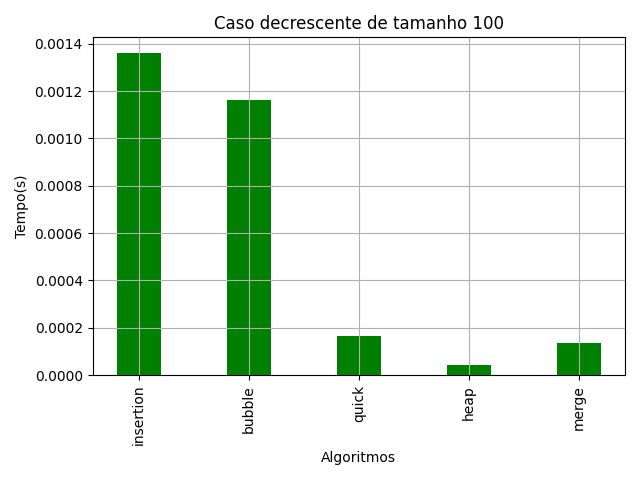 Caso decrescente de tamanho 100
Tempo(s)
0.0014
0.0012
0.0010
0.0008
0.0006
0.0004
0.0002
0.0000
insertion
bubble
quick
heap
merge
Algoritmos